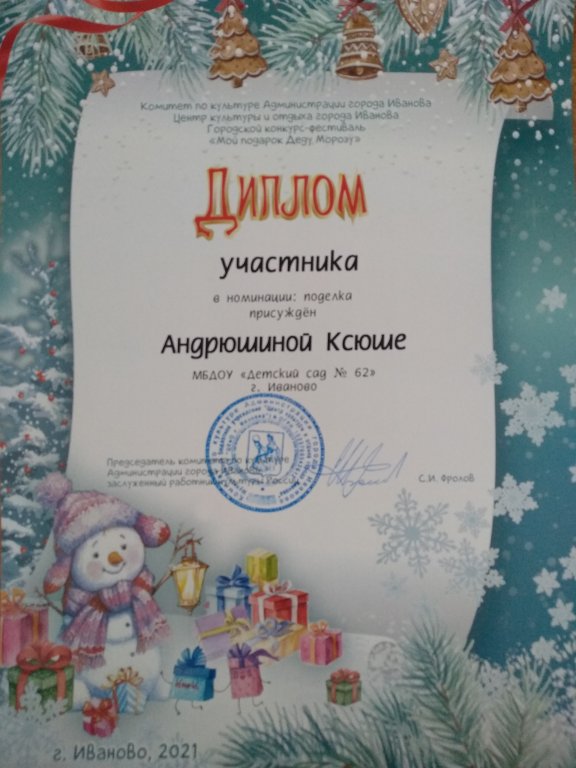 Комитет по культуре Администрации города Иванова
Центр культуры и отдыха города Иванова
Городской конкурс-фестиваль
«Мой подарок Деду Морозу»
Диплом
участника
в номинации: поделка
присуждён
Андрюшиной Ксюше
МБДОУ «Детский сад № 62»
г. Иваново
Председатель комитета по культуре
Администрации города Иванова
заслуженный работник культуры России
С.И. Фролов
г. Иваново, 2021